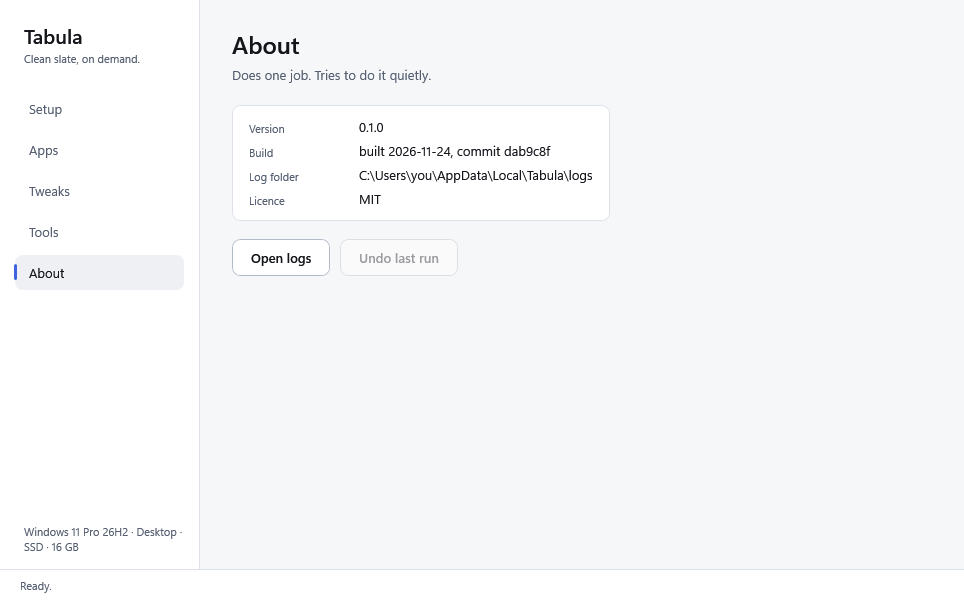 Tabula
Clean slate, on demand.
Setup
Apps
Tweaks
Tools
About
Windows 11 Pro 26H2 · Desktop ·
SSD · 16 GB
About
Does one job. Tries to do it quietly.
Version 0.1.0
Build built 2026-11-24, commit dab9c8f
Log folder C:\Users\you\AppData\Local\Tabula\logs
Licence MIT
Open logs Undo last run
Ready.